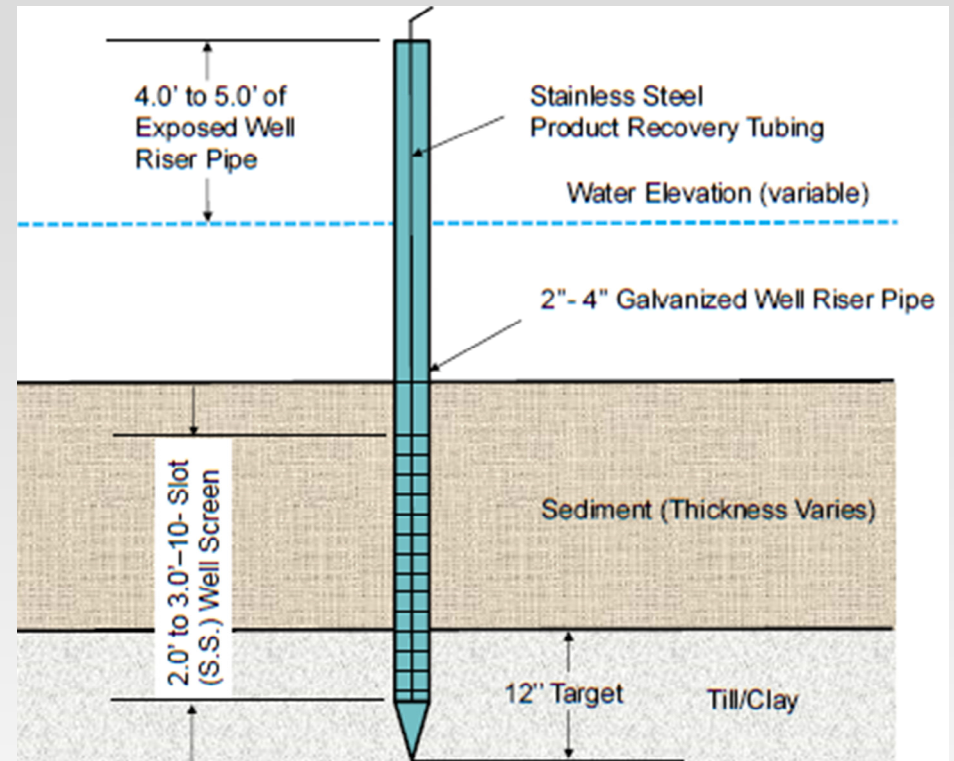 4.0' to 5.0' of
Exposed Well
Riser Pipe
Stainless Steel
Product Recovery Tubing
Water Elevation (variable)
2"- 4" Galvanized Well Riser Pipe
2.0' to 3.0'–10- Slot
(S.S.) Well Screen
Sediment (Thickness Varies)
12" Target
Till/Clay